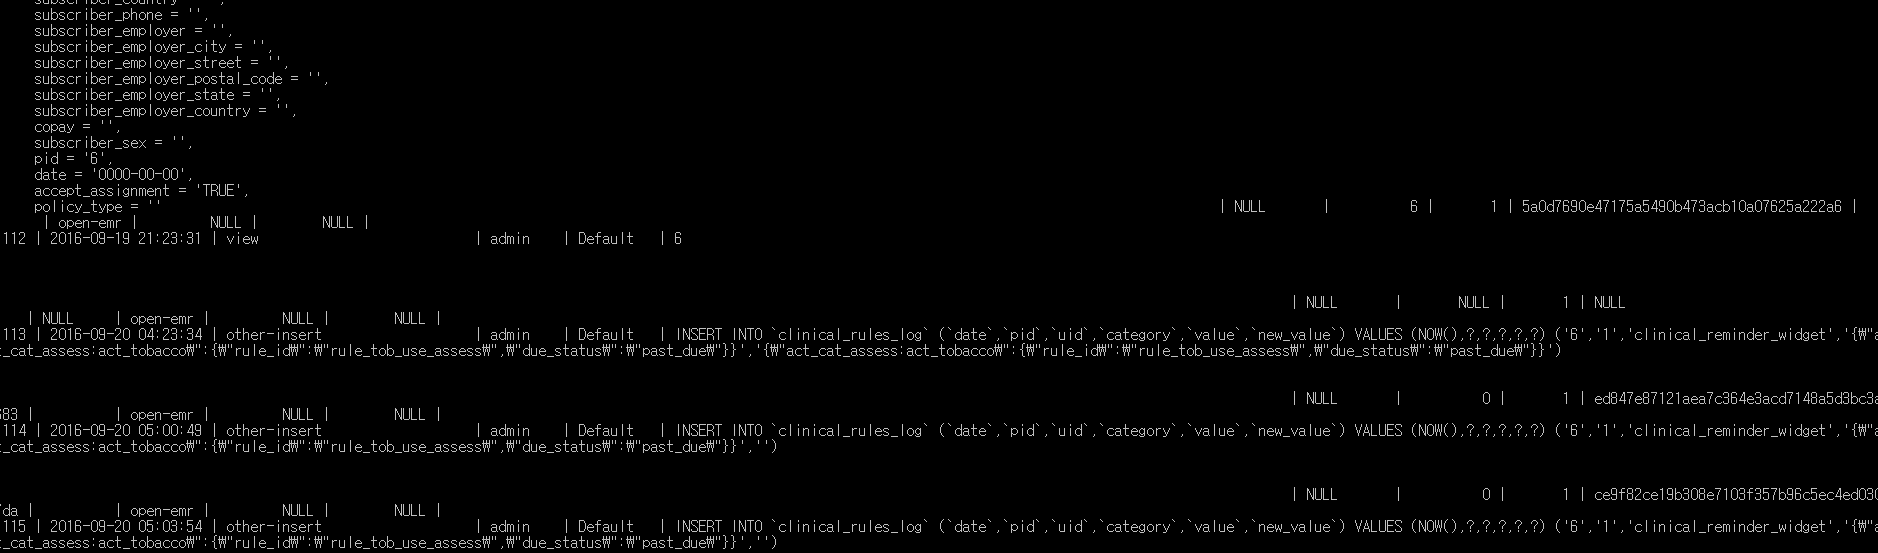 subscriber_country = '',
subscriber_phone = '',
subscriber_employer = '',
subscriber_employer_city = '',
subscriber_employer_street = '',
subscriber_employer_postal_code = '',
subscriber_employer_state = '',
subscriber_employer_country = '',
copay = '',
subscriber_sex = '',
pid = '6',
date = '0000-00-00',
accept_assignment = 'TRUE',
policy_type = '' | NULL | 6 | 1 | 5a0d7690e47175a5490b473acb10a07625a222a6 |
| open-emr | NULL | NULL |
112 | 2016-09-19 21:23:31 | view | admin | Default | 6
| NULL | NULL | 1 | NULL
| NULL | open-emr | NULL | NULL |
113 | 2016-09-20 04:23:34 | other-insert | admin | Default | INSERT INTO `clinical_rules_log` (`date`,`pid`,`uid`,`category`,`value`,`new_value`) VALUES (NOW(),?,?,?,?,?) ('6','1','clinical_reminder_widget','{₩"a
t_cat_assess:act_tobacco₩":{₩"rule_id₩":₩"rule_tob_use_assess₩",₩"due_status₩":₩"past_due₩"}}','{₩"act_cat_assess:act_tobacco₩":{₩"rule_id₩":₩"rule_tob_use_assess₩",₩"due_status₩":₩"past_due₩"}}')
| NULL | 0 | 1 | ed847e87121aea7c364e3acd7148a5d3bc3a
683 | | open-emr | NULL | NULL |
114 | 2016-09-20 05:00:49 | other-insert | admin | Default | INSERT INTO `clinical_rules_log` (`date`,`pid`,`uid`,`category`,`value`,`new_value`) VALUES (NOW(),?,?,?,?,?) ('6','1','clinical_reminder_widget','{₩"a
t_cat_assess:act_tobacco₩":{₩"rule_id₩":₩"rule_tob_use_assess₩",₩"due_status₩":₩"past_due₩"}}','')
| NULL | 0 | 1 | ce9f82ce19b308e7103f357b96c5ec4ed030
7da | | open-emr | NULL | NULL |
115 | 2016-09-20 05:03:54 | other-insert | admin | Default | INSERT INTO `clinical_rules_log` (`date`,`pid`,`uid`,`category`,`value`,`new_value`) VALUES (NOW(),?,?,?,?,?) ('6','1','clinical_reminder_widget','{₩"a
t_cat_assess:act_tobacco₩":{₩"rule_id₩":₩"rule_tob_use_assess₩",₩"due_status₩":₩"past_due₩"}}','')